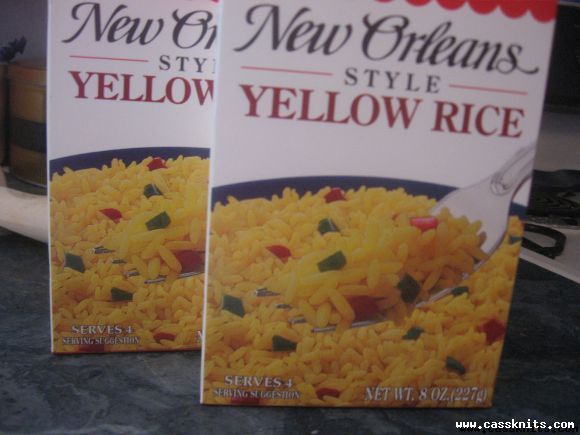 New Or
STYL
YELLOW
SERVES 4
SERVING SUGGESTION
New Orleans
STYLE
YELLOW RICE
SERVES 4
SERVING SUGGESTION
NET WT. 8 OZ. (227g)
www.cassknits.com